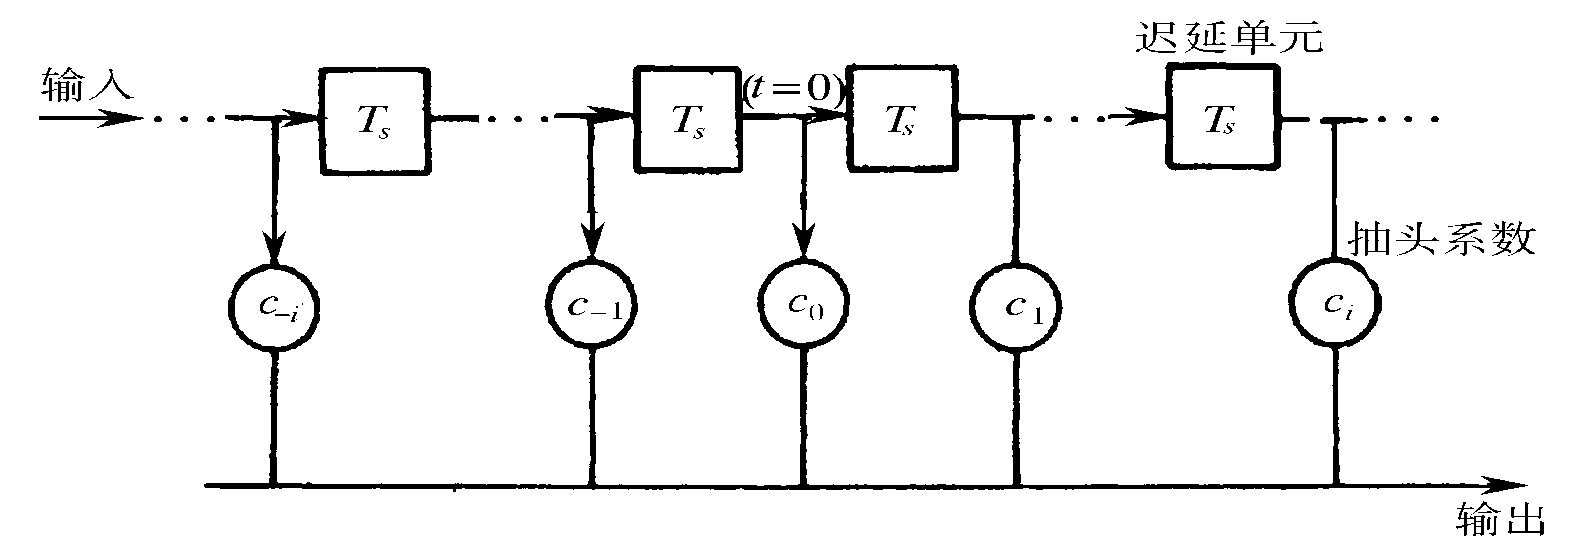 迟延单元
输入
(t=0)
T_s
T_s
T_s
T_s
抽头系数
c_{-i}
c_{-1}
c_0
c_1
c_i
输出